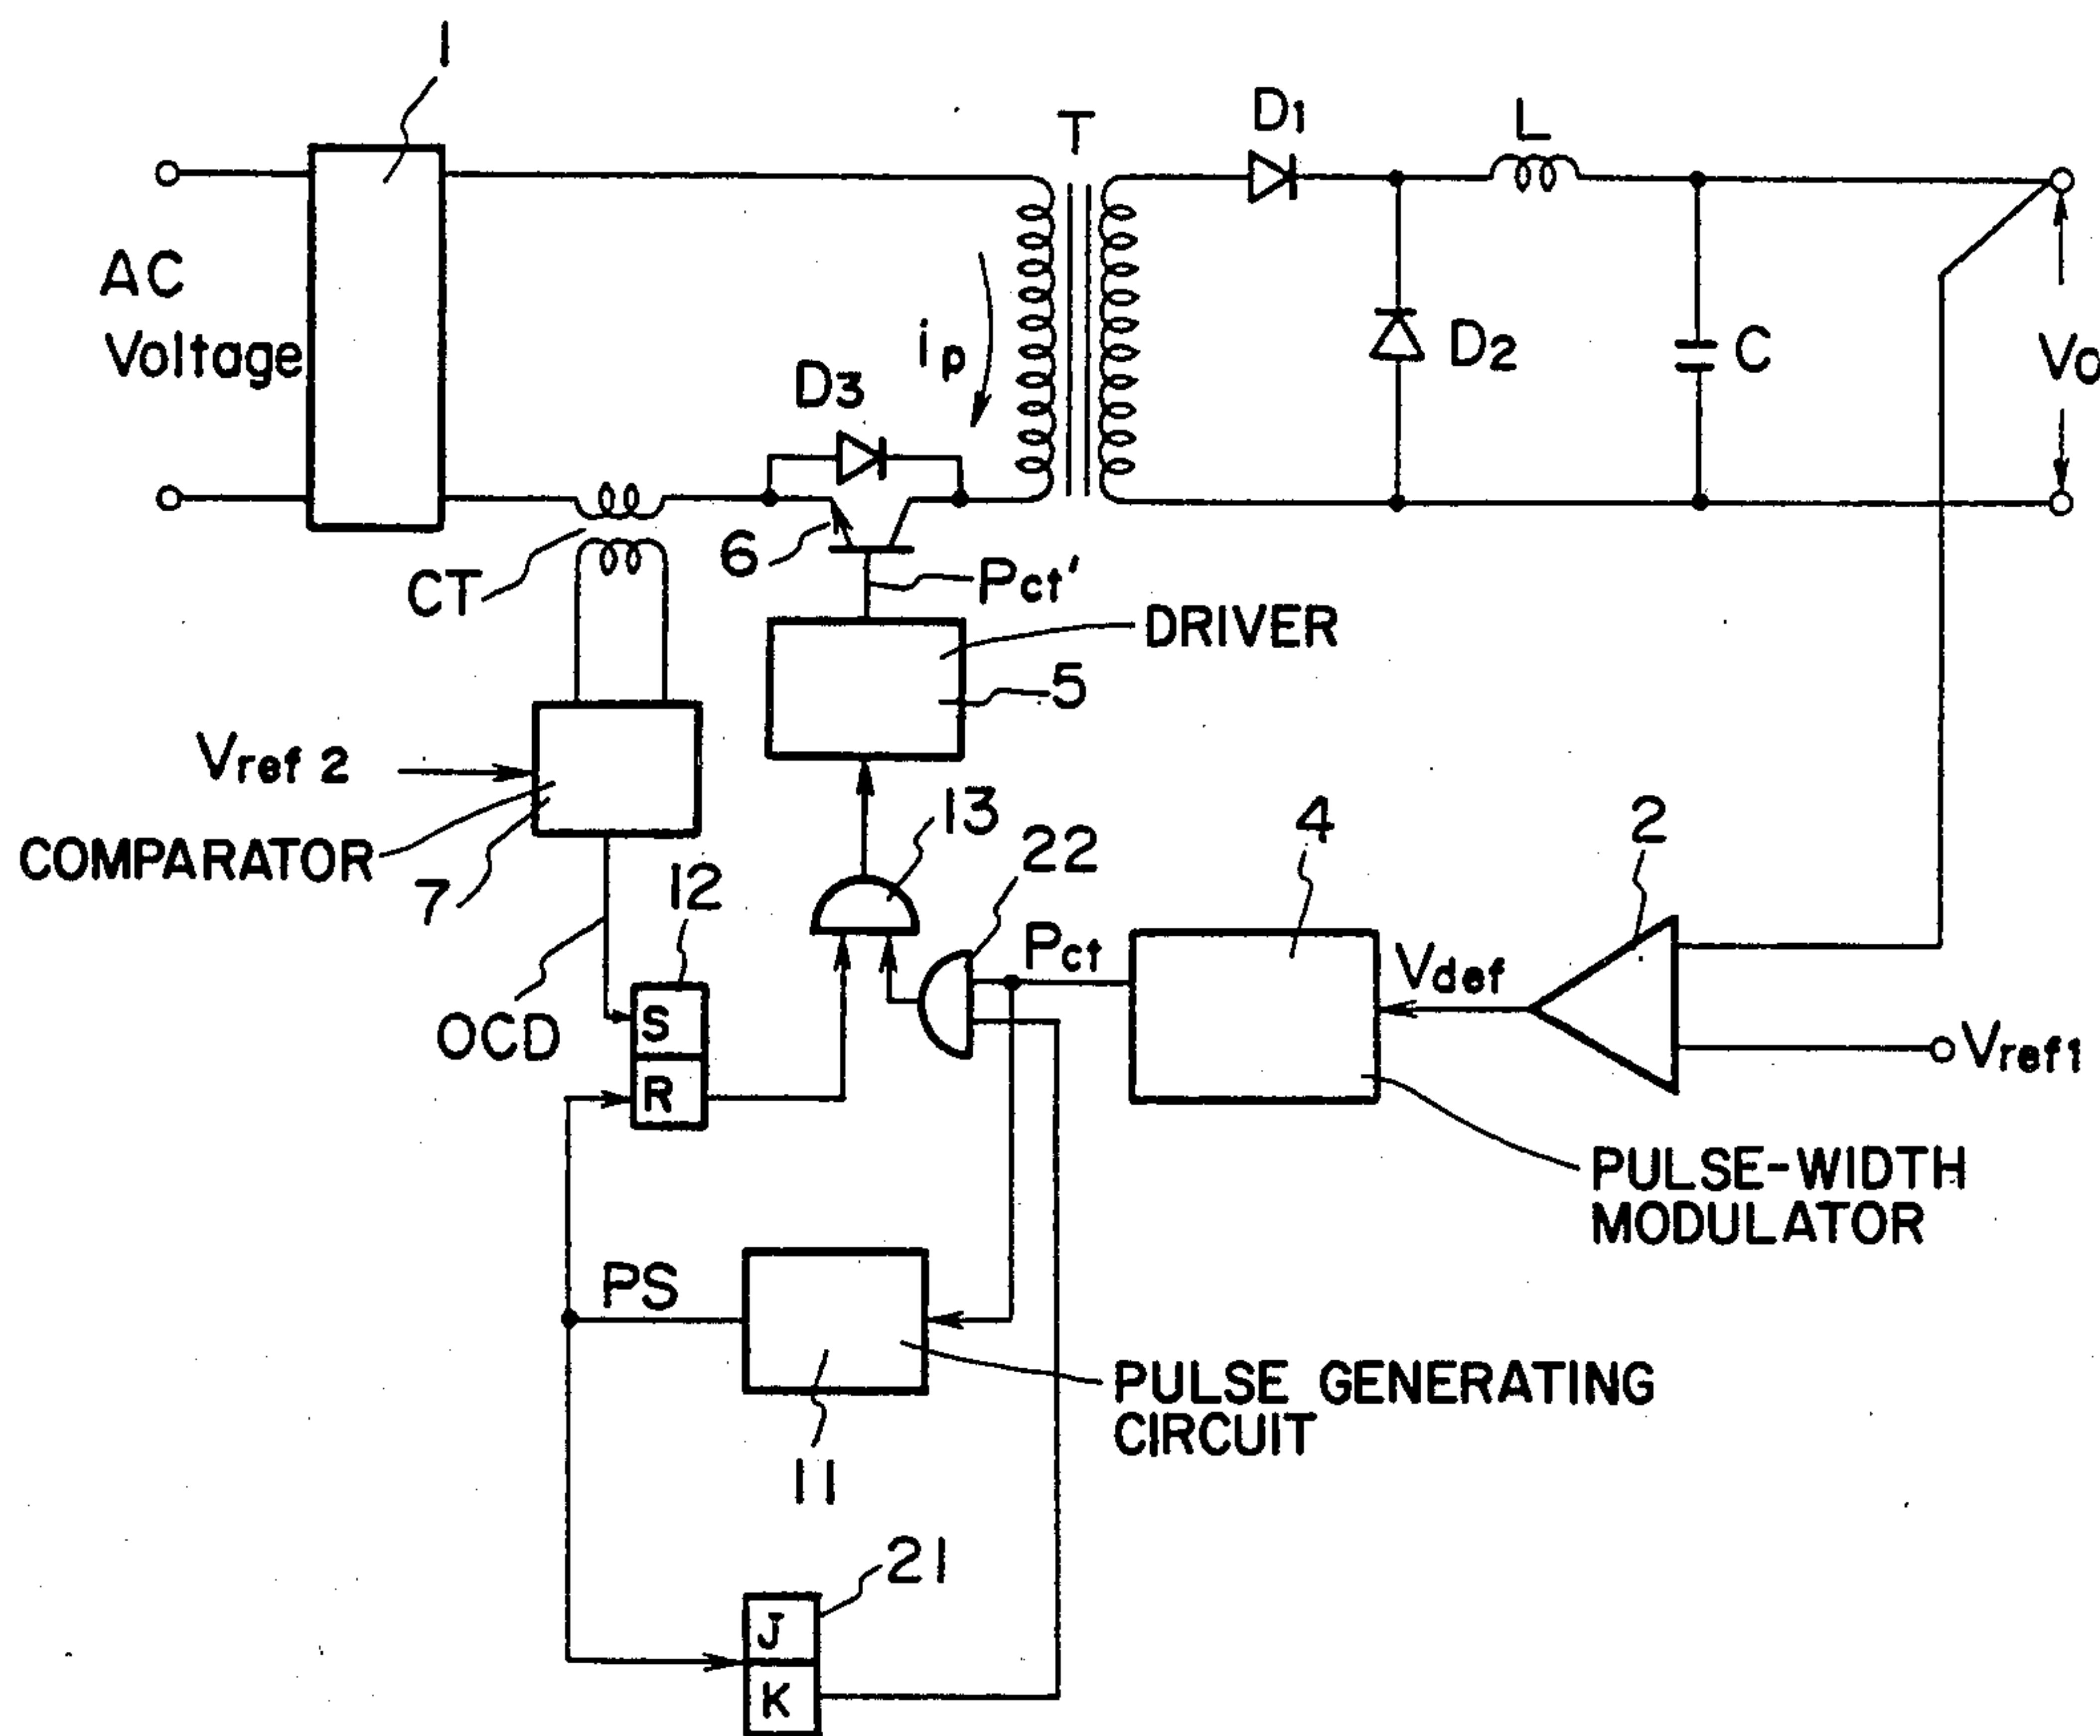 1
AC
Voltage
T
D1
L
ip
D3
D2
C
Vo
6
CT
Pct'
DRIVER
5
Vref 2
COMPARATOR
7
13
22
4
2
12
Pct
Vdef
OCD
S
R
Vref1
PULSE-WIDTH
MODULATOR
PS
PULSE GENERATING
CIRCUIT
11
21
J
K